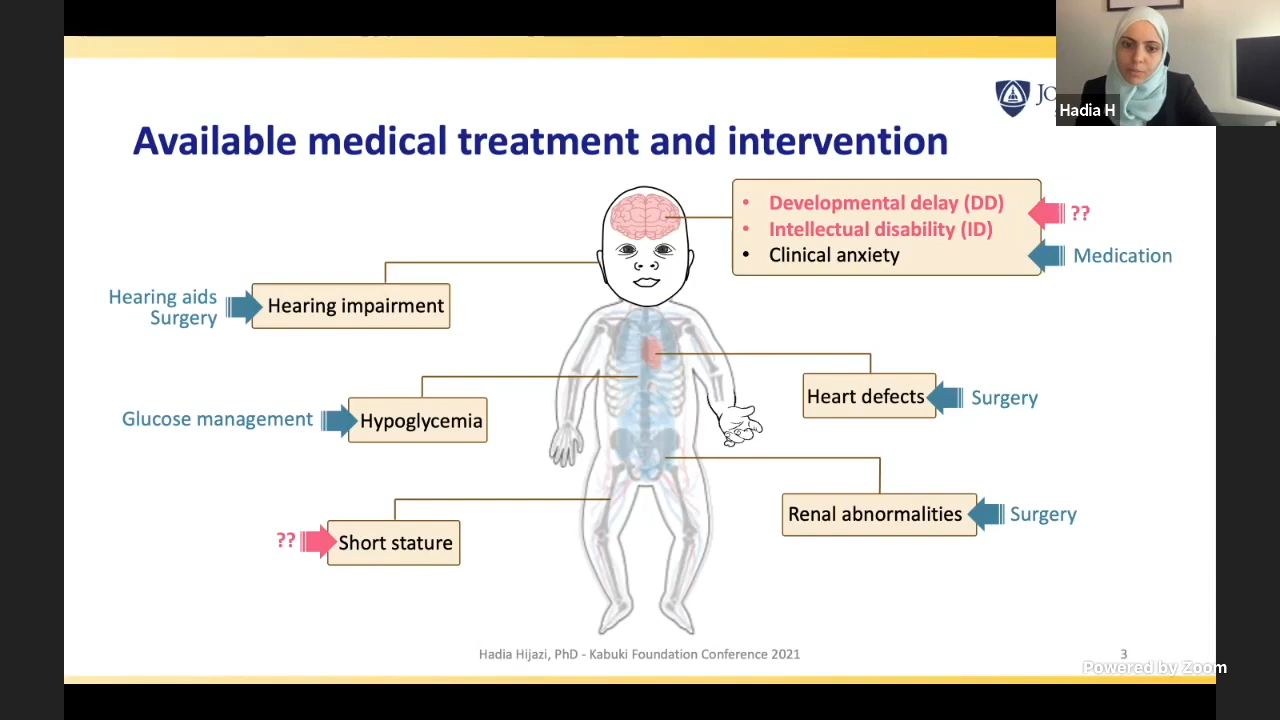 Hadia H
Available medical treatment and intervention
• Developmental delay (DD)
• Intellectual disability (ID)
• Clinical anxiety
??
Medication
Hearing aids
Surgery
Hearing impairment
Heart defects
Surgery
Glucose management
Hypoglycemia
Renal abnormalities
Surgery
??
Short stature
Hadia Hijazi, PhD - Kabuki Foundation Conference 2021
3
Powered by Zoom